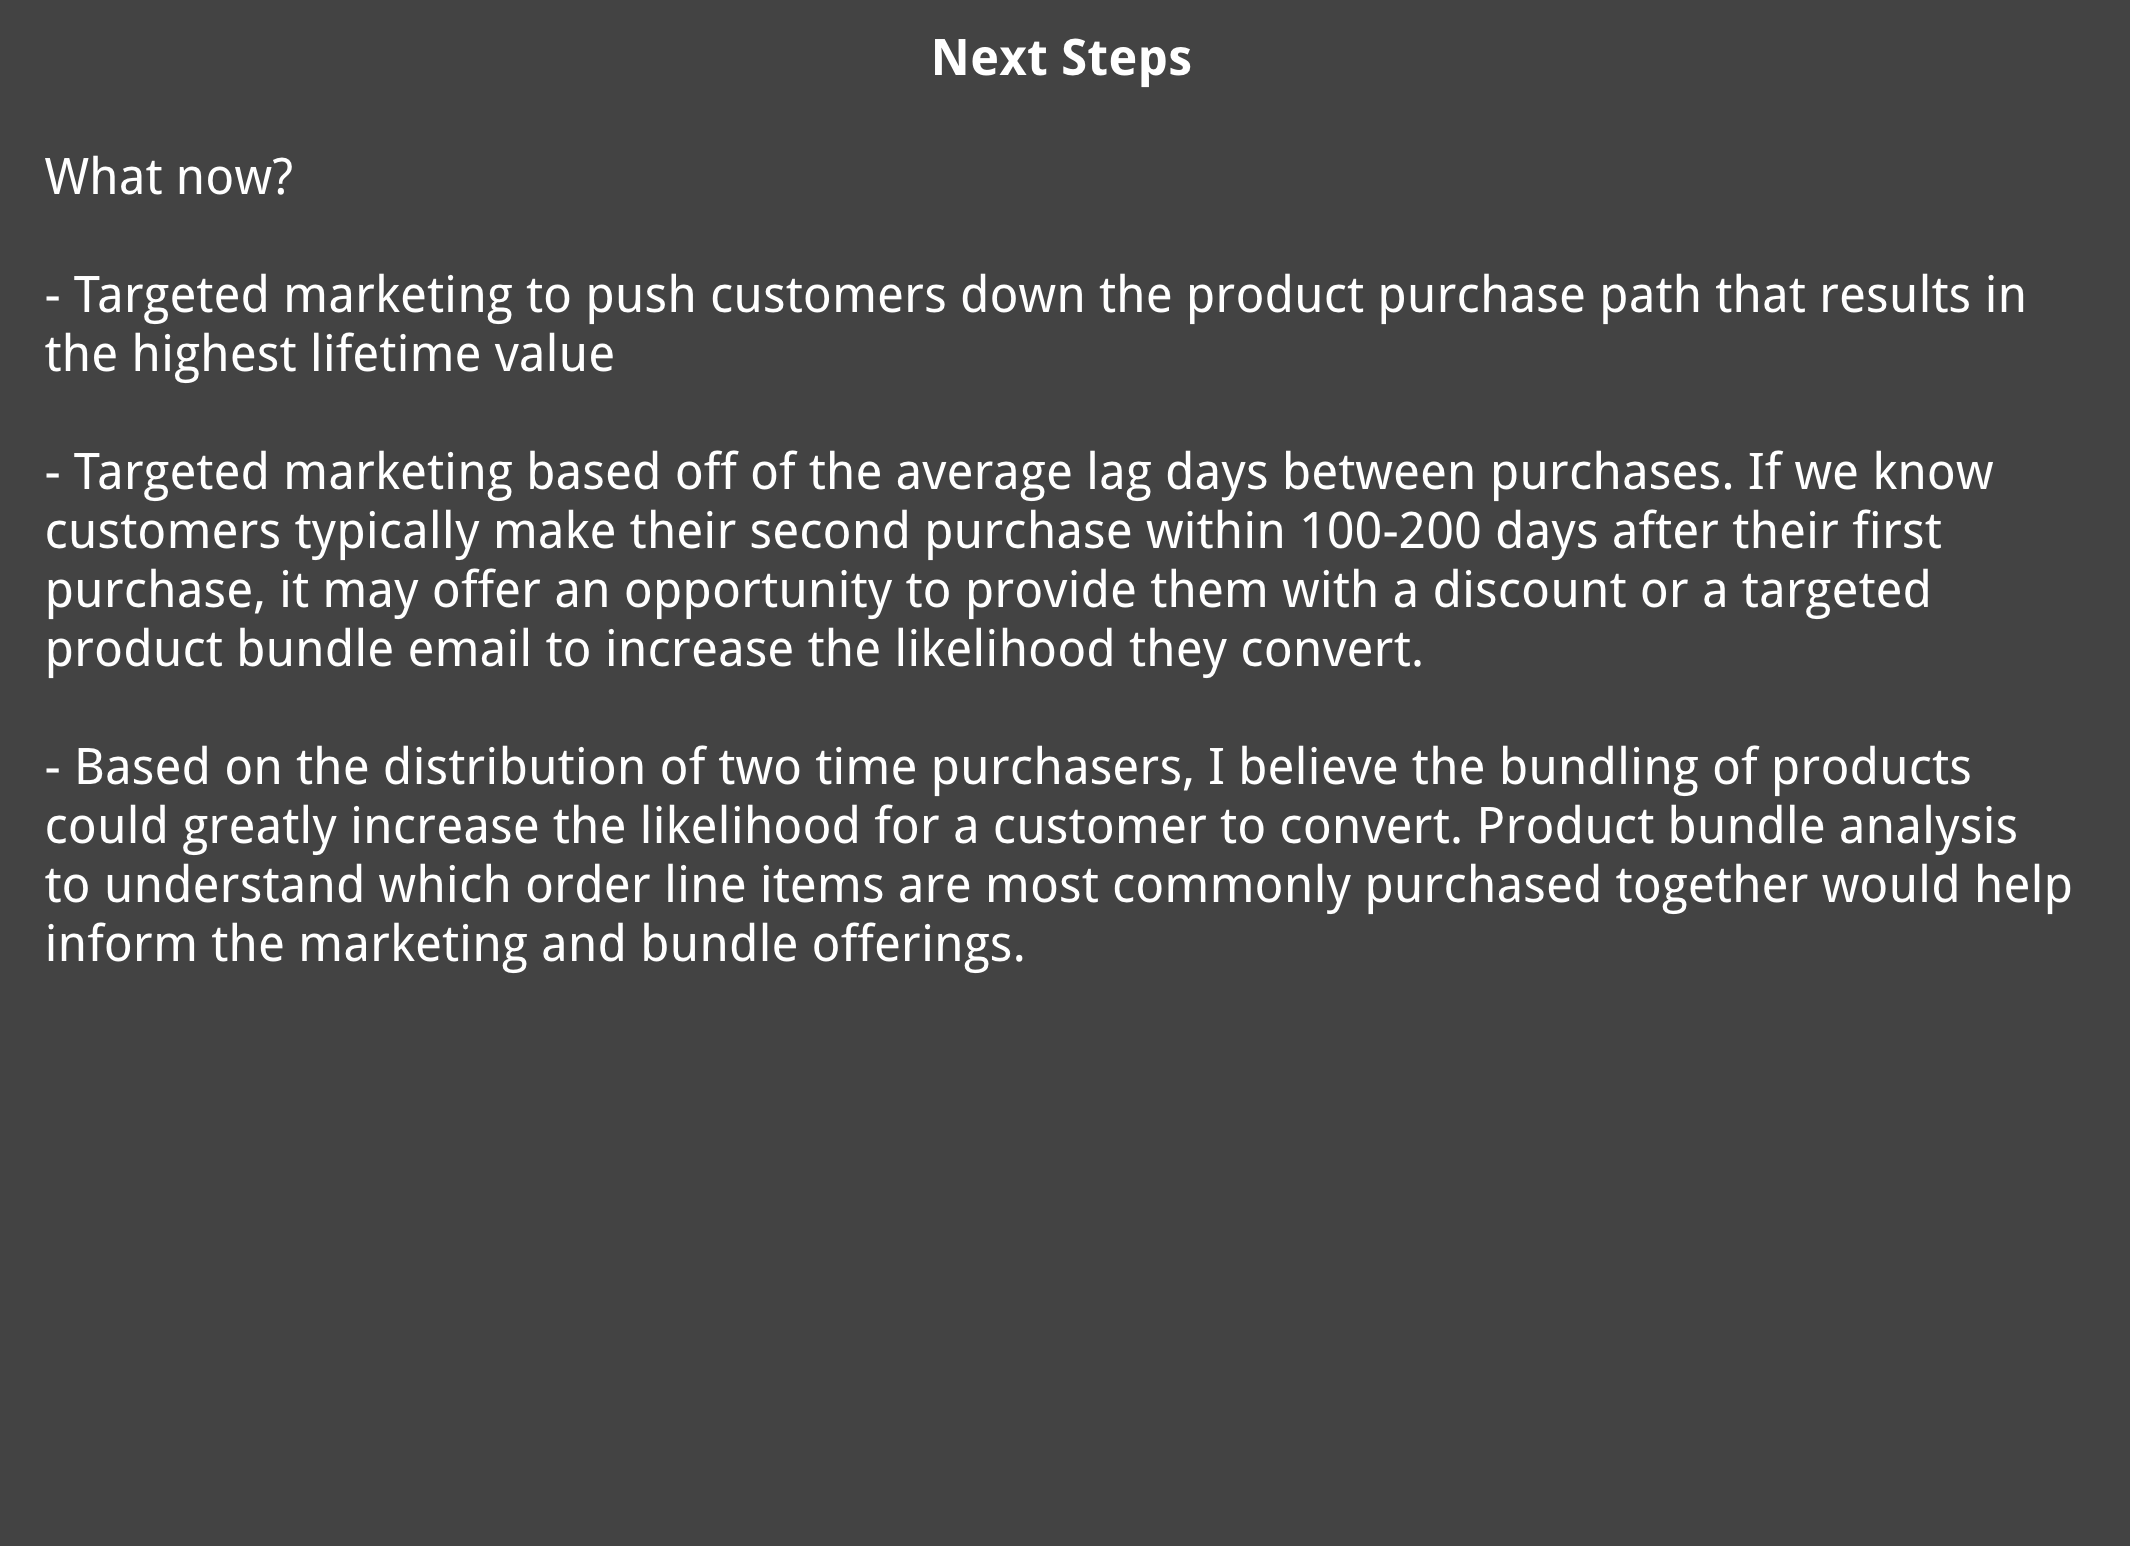 Next Steps
What now?
- Targeted marketing to push customers down the product purchase path that results in
the highest lifetime value
- Targeted marketing based off of the average lag days between purchases. If we know
customers typically make their second purchase within 100-200 days after their first
purchase, it may offer an opportunity to provide them with a discount or a targeted
product bundle email to increase the likelihood they convert.
- Based on the distribution of two time purchasers, I believe the bundling of products
could greatly increase the likelihood for a customer to convert. Product bundle analysis
to understand which order line items are most commonly purchased together would help
inform the marketing and bundle offerings.